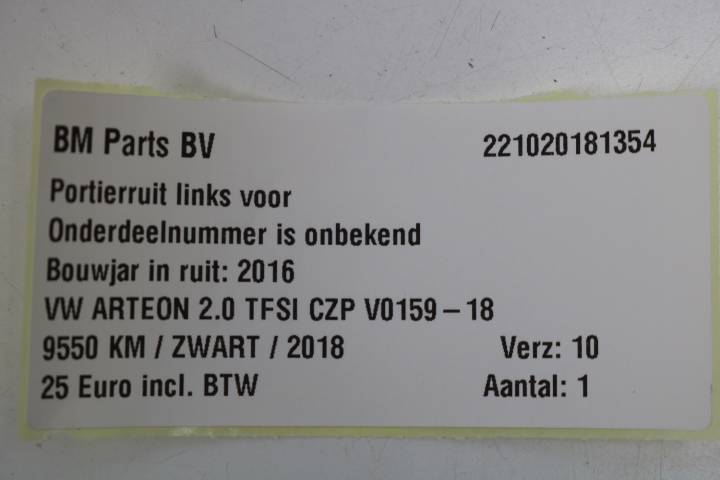 BM Parts BV 221020181354
Portierruit links voor
Onderdeelnummer is onbekend
Bouwjar in ruit: 2016
VW ARTEON 2.0 TFSI CZP V0159 – 18
9550 KM / ZWART / 2018 Verz: 10
25 Euro incl. BTW Aantal: 1